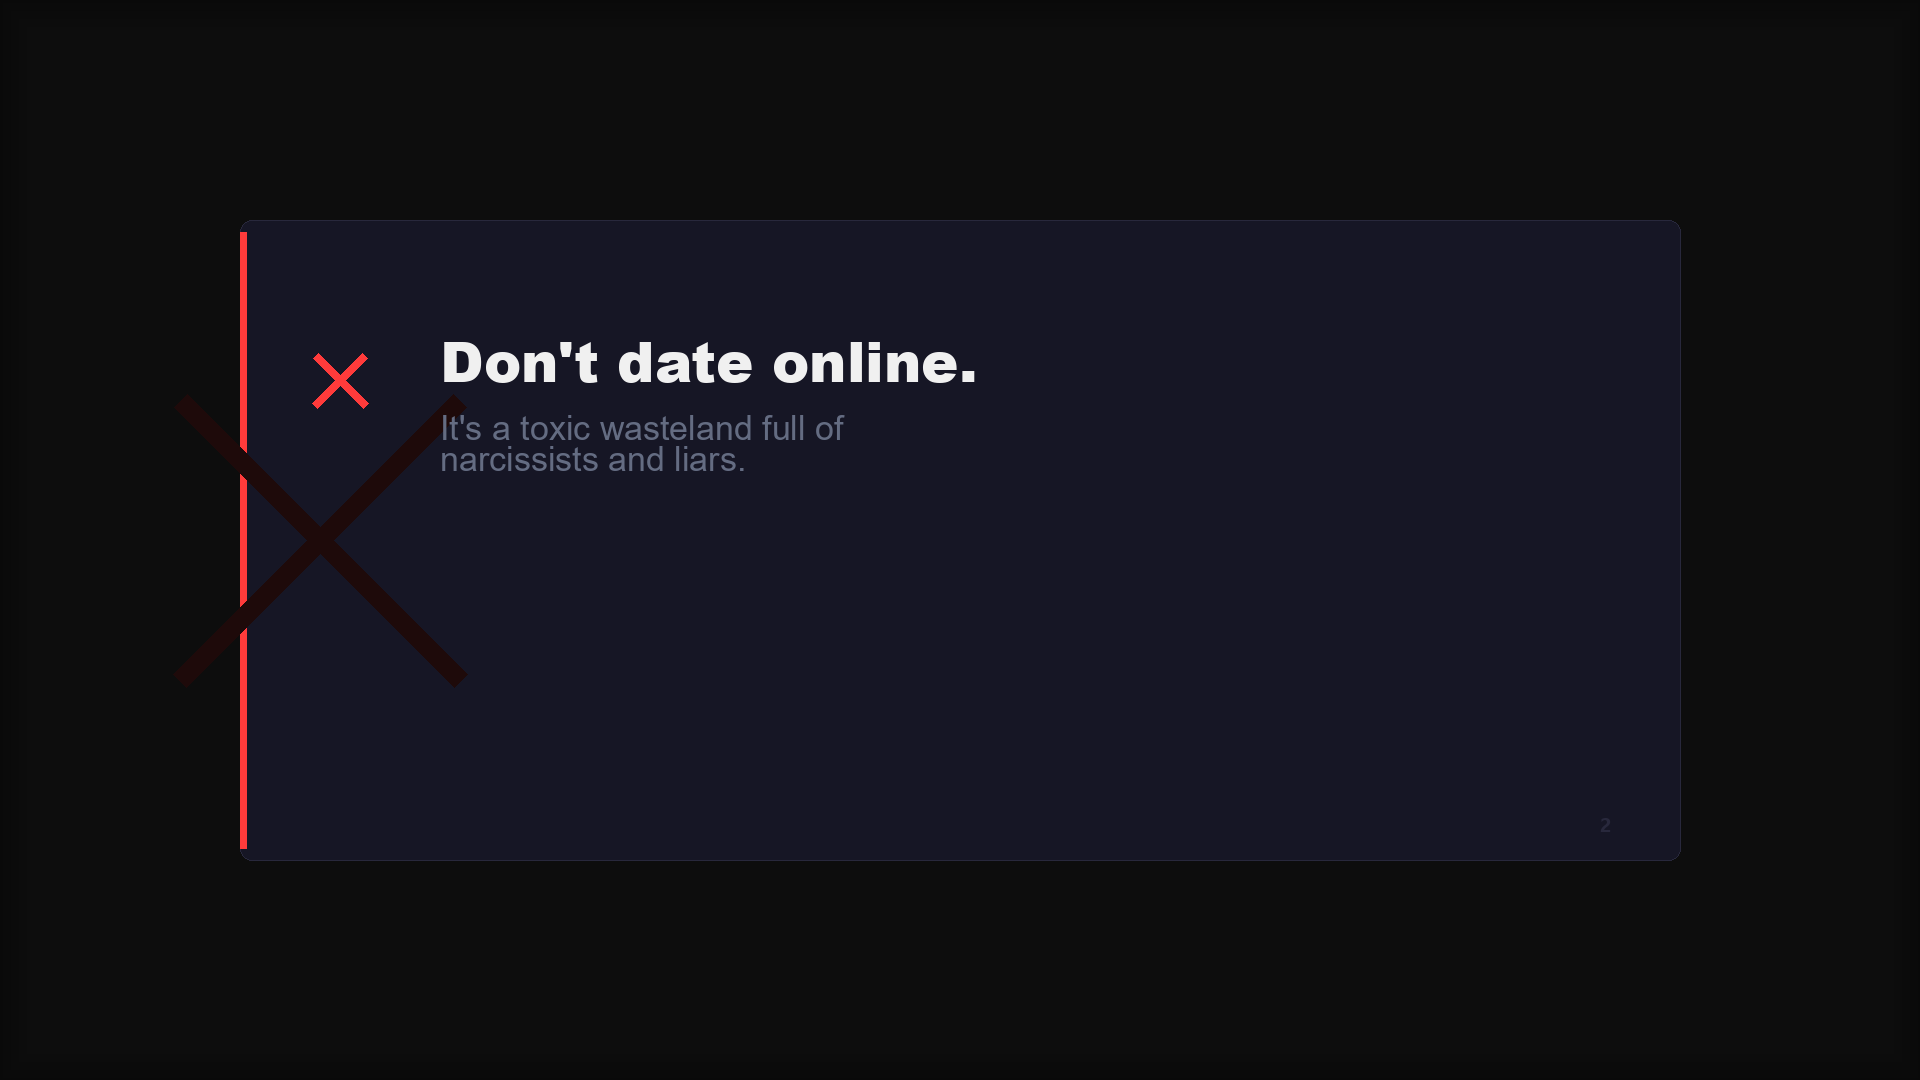 Don't date online.
It's a toxic wasteland full of
narcissists and liars.
2